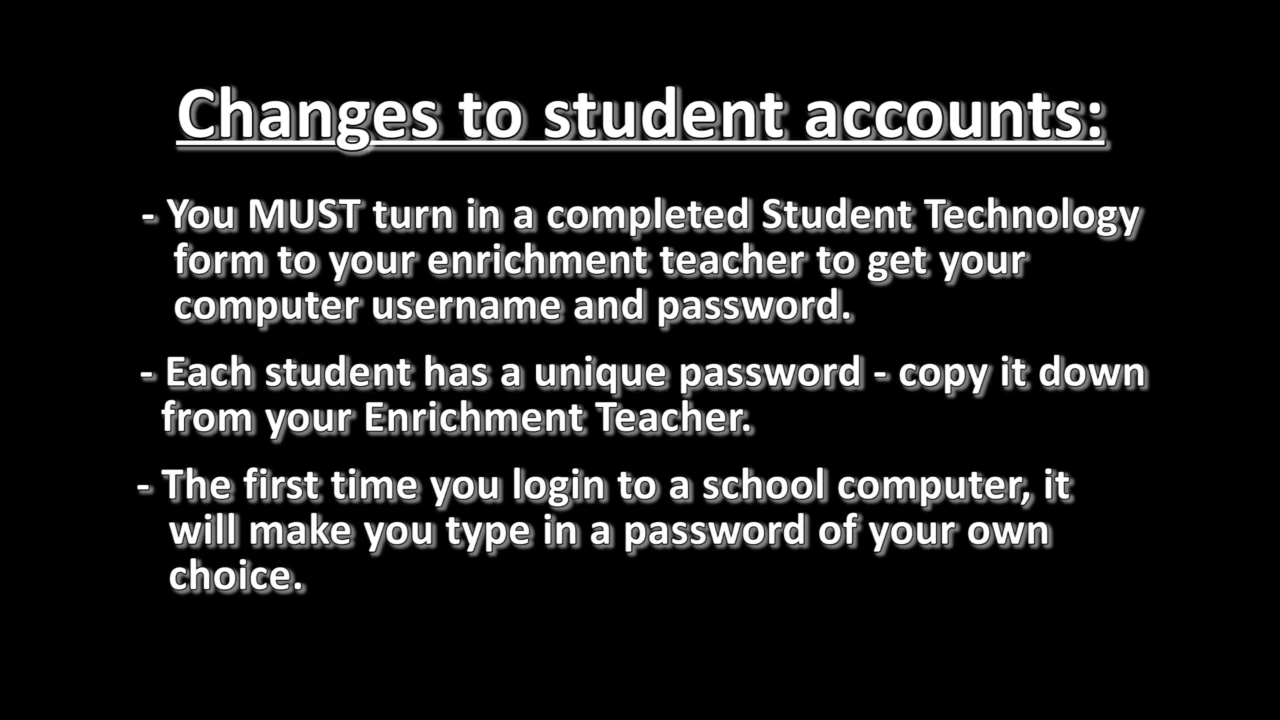 Changes to student accounts:
- You MUST turn in a completed Student Technology
form to your enrichment teacher to get your
computer username and password.
- Each student has a unique password - copy it down
from your Enrichment Teacher.
- The first time you login to a school computer, it
will make you type in a password of your own
choice.